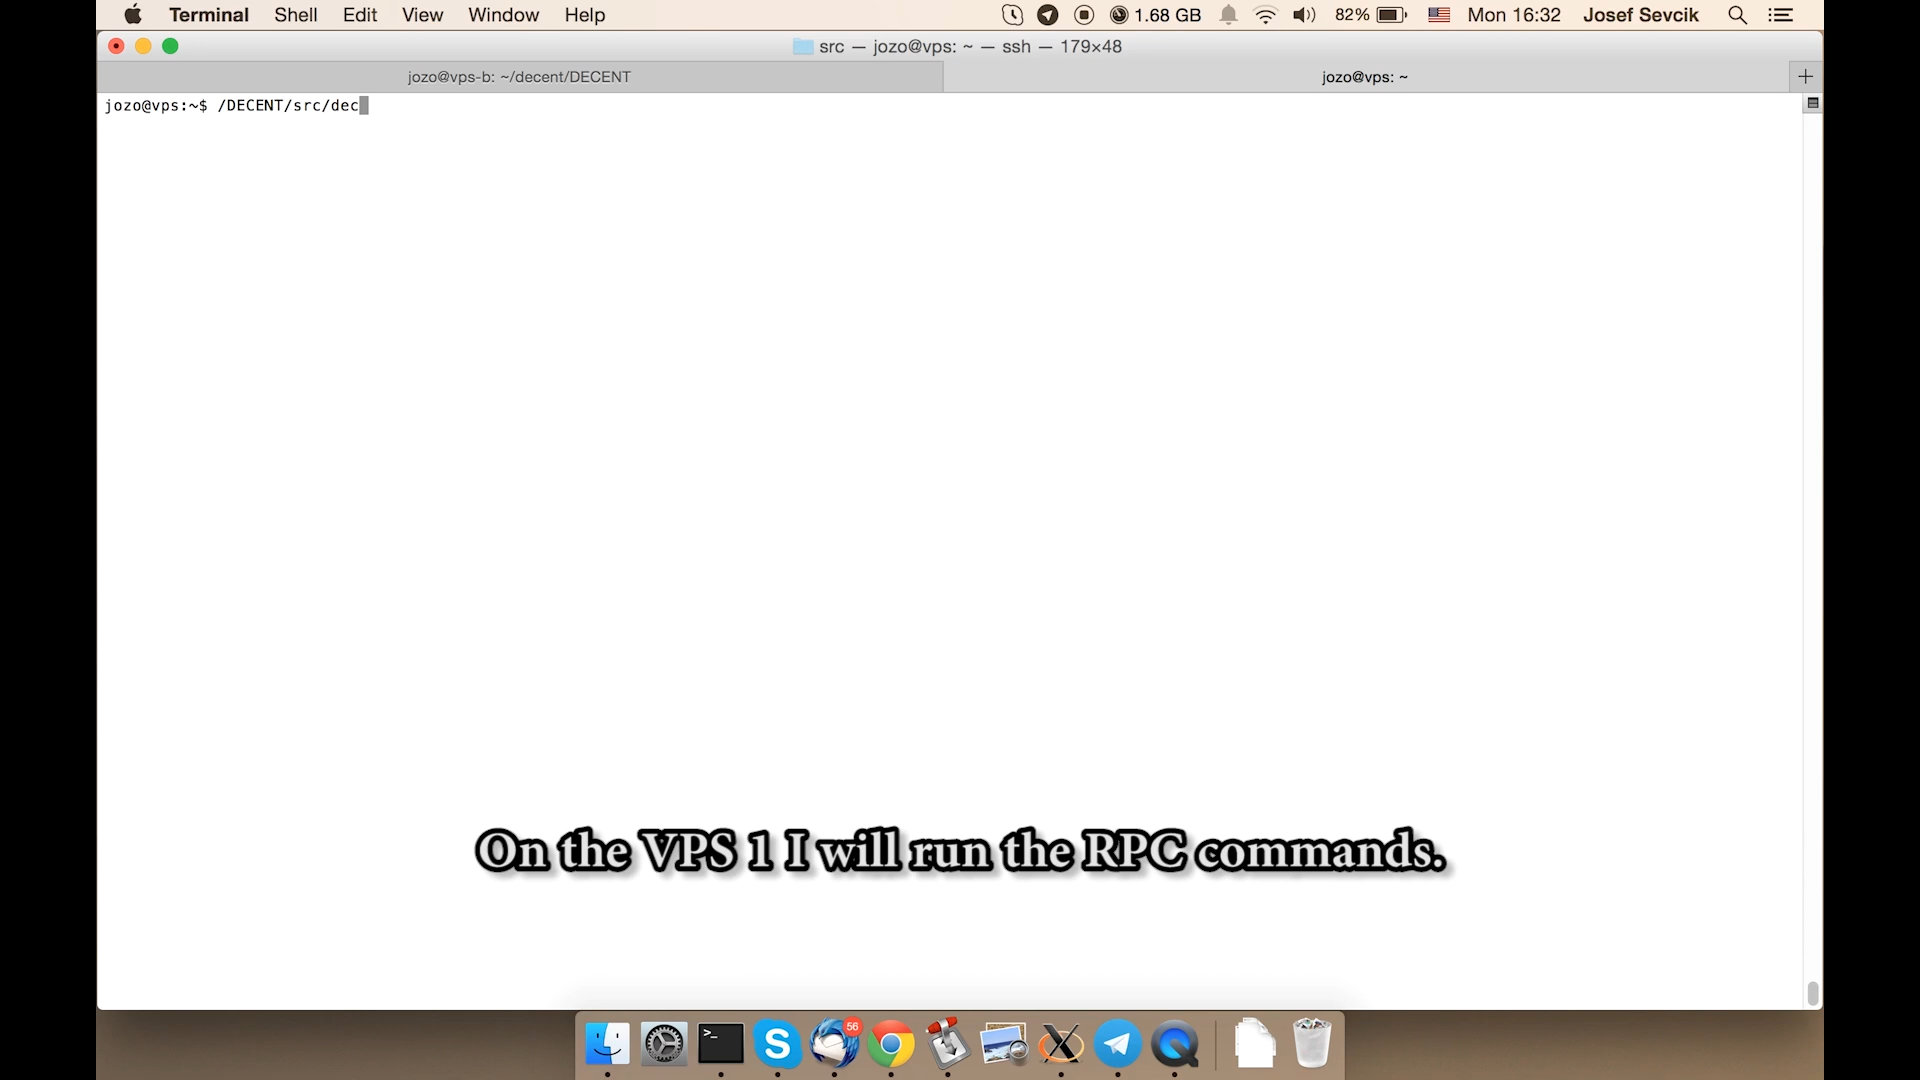 Terminal Shell Edit View Window Help 1.68 GB 82% Mon 16:32 Josef Sevcik
src — jozo@vps: ~ — ssh — 179×48
jozo@vps-b: ~/decent/DECENT jozo@vps: ~
jozo@vps:~$ /DECENT/src/dec
On the VPS 1 I will run the RPC commands.
56